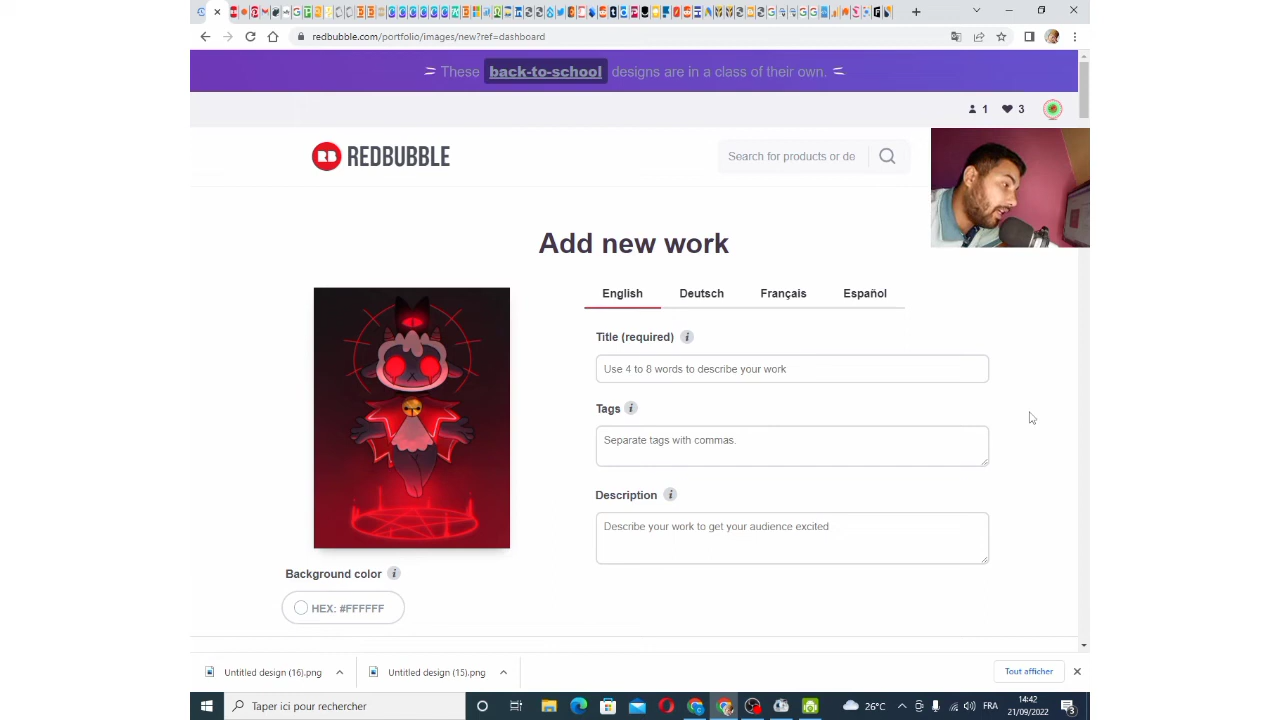 redbubble.com/portfolio/images/new?ref=dashboard
These back-to-school designs are in a class of their own.
1 3
RB REDBUBBLE
Search for products or de
Add new work
English Deutsch Français Español
Title (required) i
Use 4 to 8 words to describe your work
Tags i
Separate tags with commas.
Description i
Describe your work to get your audience excited
Background color i
HEX: #FFFFFF
Untitled design (16).png
Untitled design (15).png
Tout afficher
Taper ici pour rechercher
26°C
FRA
14:42
21/09/2022
3